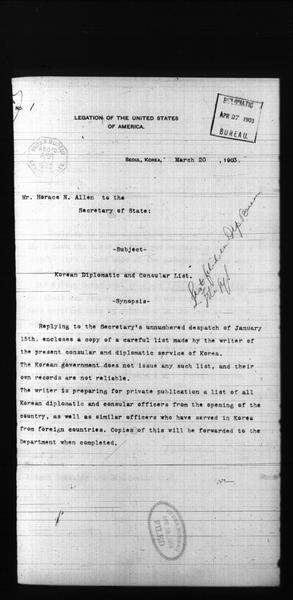 No. 1
LEGATION OF THE UNITED STATES
OF AMERICA.
DIPLOMATIC
APR 27 1903
BUREAU.
Seoul, Korea, March 20, 1903.
Mr. Horace N. Allen to the
Secretary of State:
-Subject-
Korean Diplomatic and Consular List.
-Synopsis-
Replying to the Secretary's unnumbered despatch of January
15th. encloses a copy of a careful list made by the writer of
the present consular and diplomatic service of Korea.
The Korean government does not issue any such list, and their
own records are not reliable.
The writer is preparing for private publication a list of all
Korean diplomatic and consular officers from the opening of the
country, as well as similar officers who have served in Korea
from foreign countries. Copies of this will be forwarded to the
Department when completed.